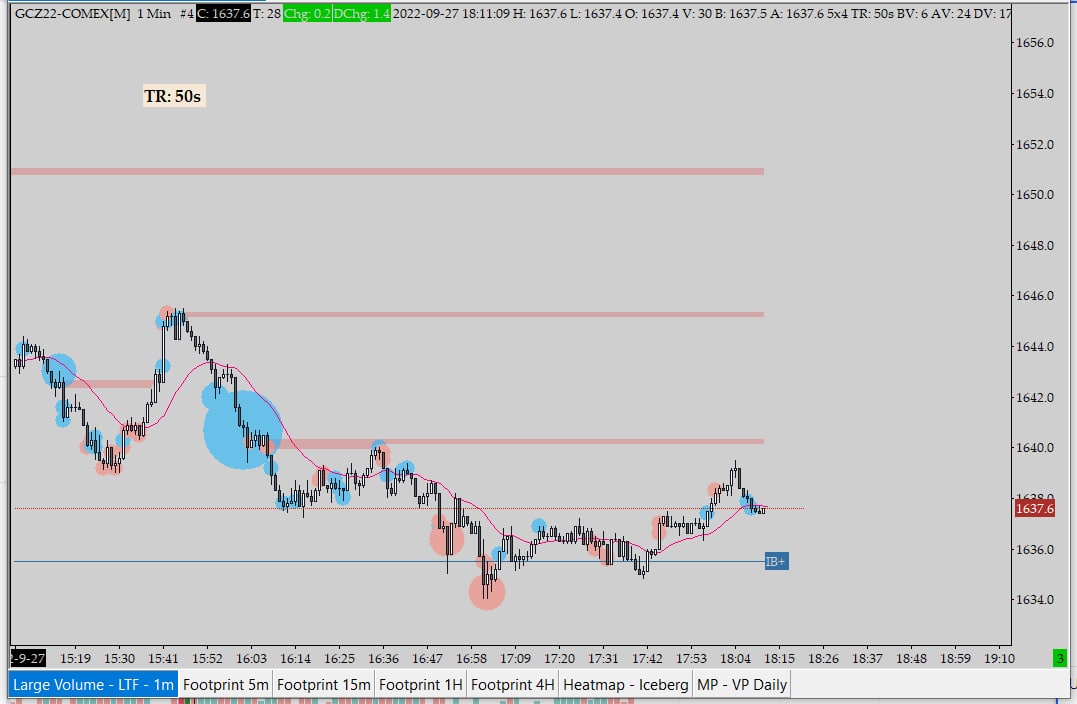 GCZ22-COMEX[M] 1 Min #4 C: 1637.6 T: 28 Chg: 0.2 DChg: 1.4 2022-09-27 18:11:09 H: 1637.6 L: 1637.4 O: 1637.4 V: 30 B: 1637.5 A: 1637.6 5x4 TR: 50s BV: 6 AV: 24 DV: 17
1656.0
TR: 50s
1654.0
1652.0
1650.0
1648.0
1646.0
1644.0
1642.0
1640.0
1638.0
1637.6
1636.0
IB+
1634.0
2-9-27 15:19 15:30 15:41 15:52 16:03 16:14 16:25 16:36 16:47 16:58 17:09 17:20 17:31 17:42 17:53 18:04 18:15 18:26 18:37 18:48 18:59 19:10 3
Large Volume - LTF - 1m Footprint 5m Footprint 15m Footprint 1H Footprint 4H Heatmap - Iceberg MP - VP Daily